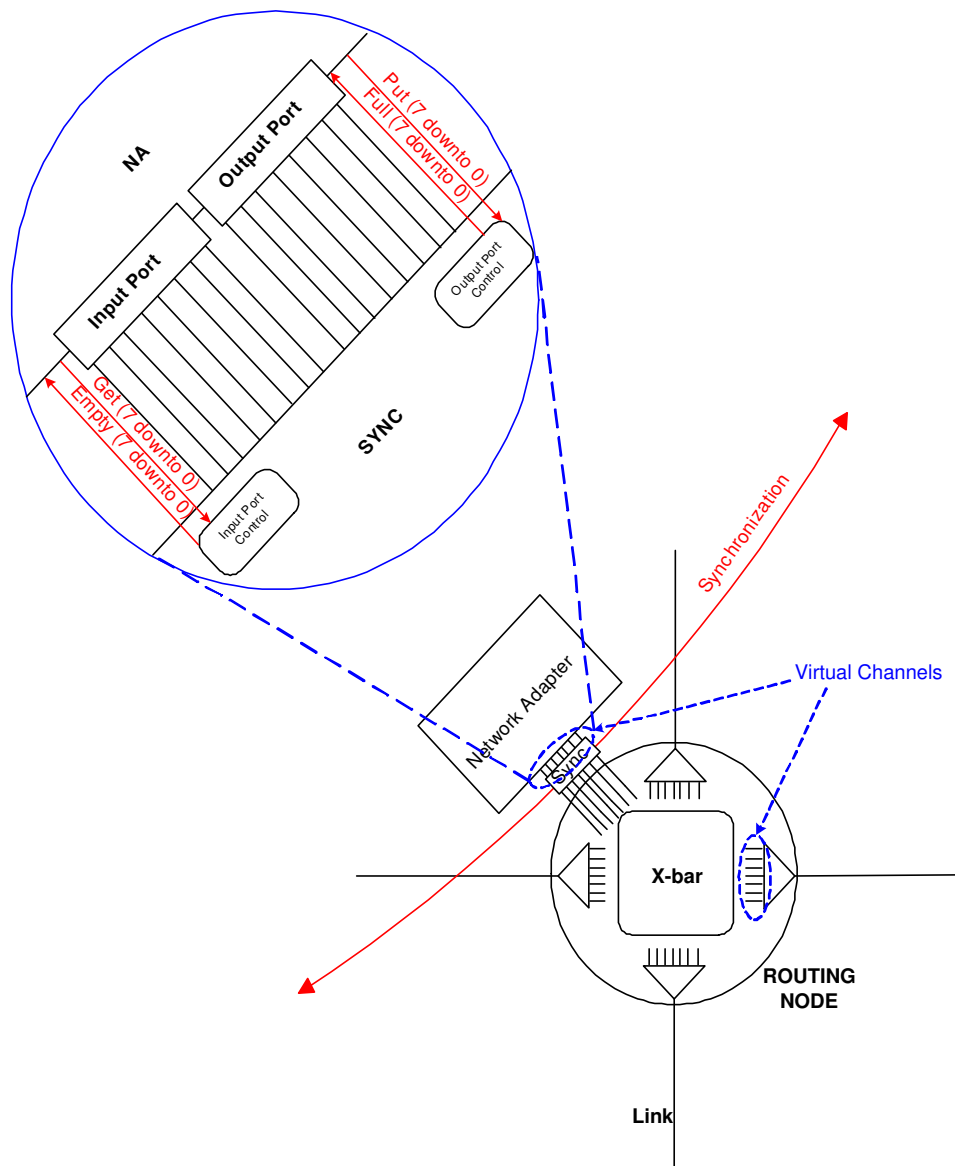 NA
Output Port
Put (7 downto 0)
Full (7 downto 0)
Output Port
Control
Input Port
Get (7 downto 0)
Empty (7 downto 0)
Input Port
Control
SYNC
Synchronization
Network Adapter
Sync
Virtual Channels
X-bar
ROUTING
NODE
Link